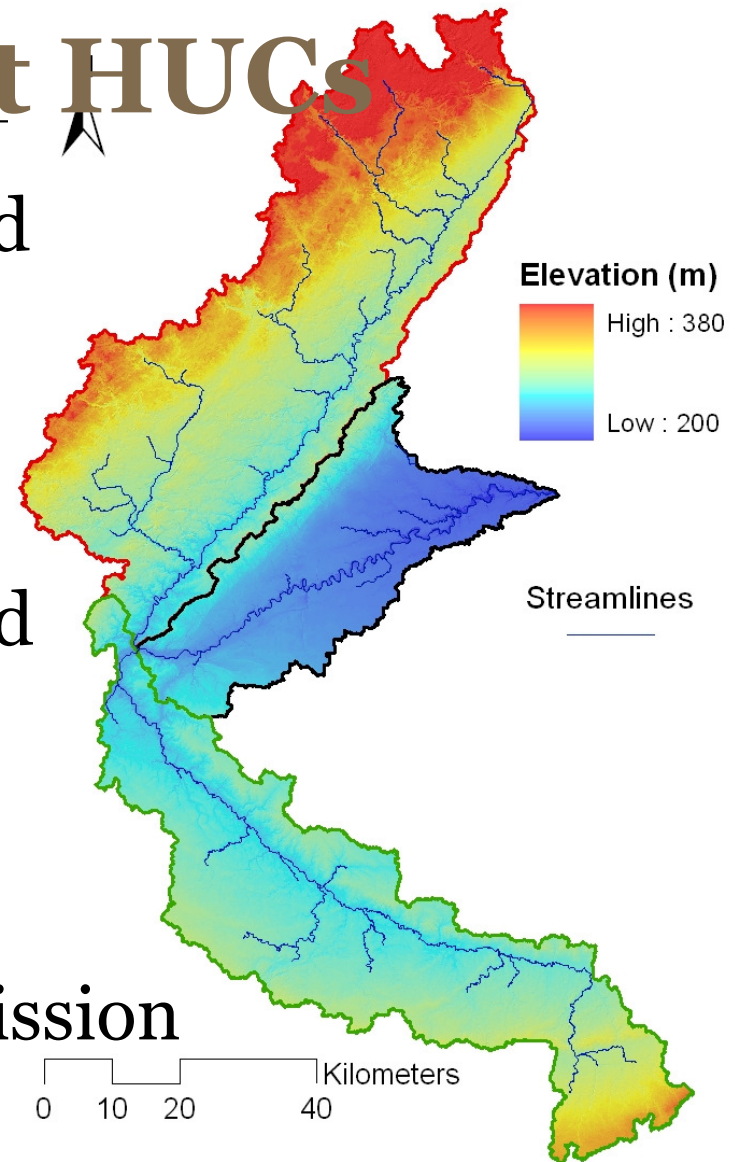 t HUCs
d
Elevation (m)
High : 380
Low : 200
Streamlines
d
ission
Kilometers
0 10 20 40